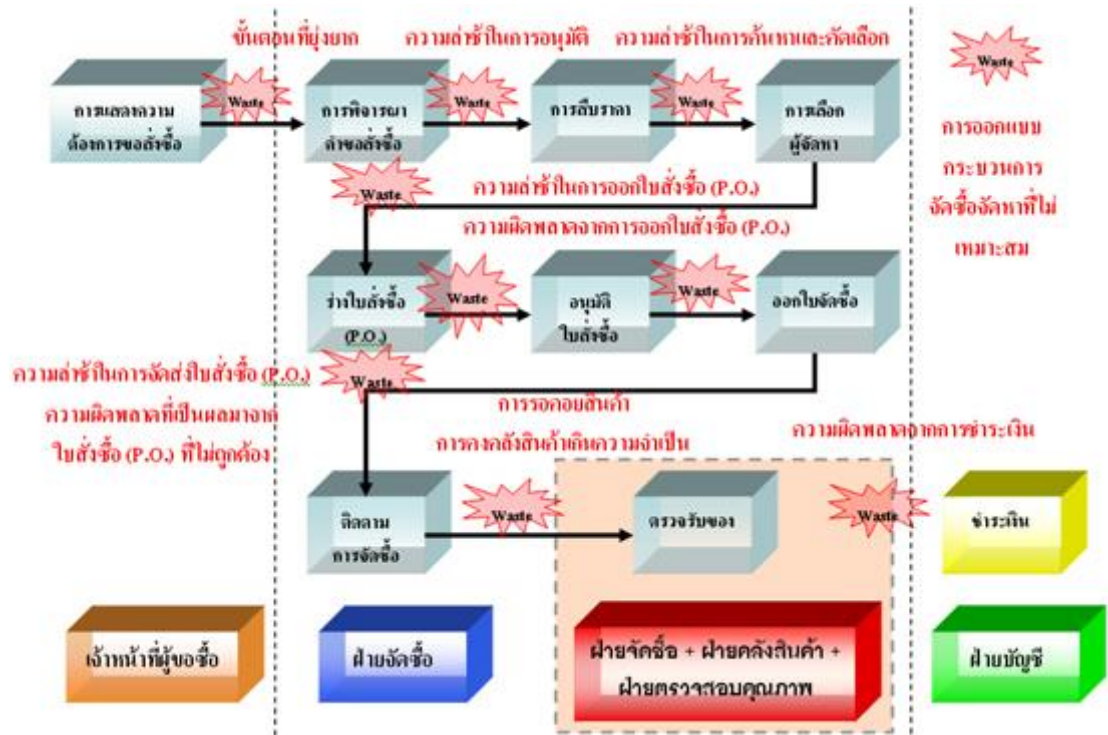 ขั้นตอนที่ยุ่งยาก
ความล่าช้าในการอนุมัติ
ความล่าช้าในการค้นหาและคัดเลือก
Waste
Waste
Waste
Waste
การแสดงความ
ต้องการขอสั่งซื้อ
การพิจารณา
คำขอสั่งซื้อ
การสืบราคา
การเลือก
ผู้จัดหา
การออกแบบ
กระบวนการ
จัดซื้อจัดหาที่ไม่
เหมาะสม
Waste
ความล่าช้าในการออกใบสั่งซื้อ (P.O.)
ความผิดพลาดจากการออกใบสั่งซื้อ (P.O.)
ร่างใบสั่งซื้อ
(P.O.)
Waste
อนุมัติ
ใบสั่งซื้อ
Waste
ออกใบจัดซื้อ
ความล่าช้าในการจัดส่งใบสั่งซื้อ (P.O.)
ความผิดพลาดที่เป็นผลมาจาก
ใบสั่งซื้อ (P.O.) ที่ไม่ถูกต้อง
Waste
การรอคอยสินค้า
การคงคลังสินค้าเกินความจำเป็น
ความผิดพลาดจากการชำระเงิน
ติดตาม
การจัดซื้อ
Waste
ตรวจรับของ
Waste
ชำระเงิน
เจ้าหน้าที่ผู้ขอซื้อ
ฝ่ายจัดซื้อ
ฝ่ายจัดซื้อ + ฝ่ายคลังสินค้า +
ฝ่ายตรวจสอบคุณภาพ
ฝ่ายบัญชี